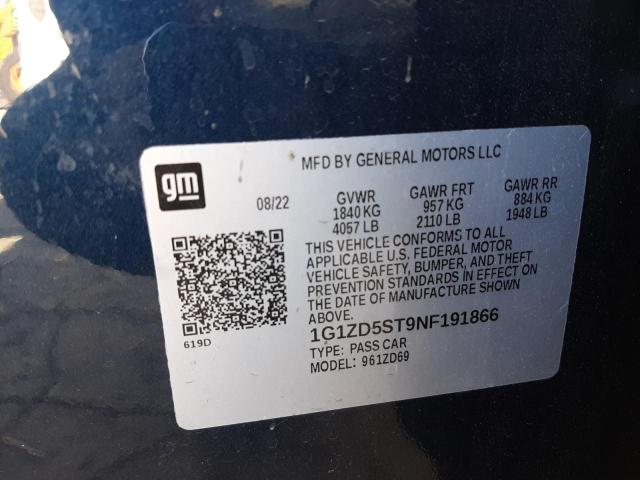 MFD BY GENERAL MOTORS LLC
gm
08/22
GVWR GAWR FRT GAWR RR
1840 KG 957 KG 884 KG
4057 LB 2110 LB 1948 LB
THIS VEHICLE CONFORMS TO ALL
APPLICABLE U.S. FEDERAL MOTOR
VEHICLE SAFETY, BUMPER, AND THEFT
PREVENTION STANDARDS IN EFFECT ON
THE DATE OF MANUFACTURE SHOWN
ABOVE.
619D
1G1ZD5ST9NF191866
TYPE: PASS CAR
MODEL: 961ZD69